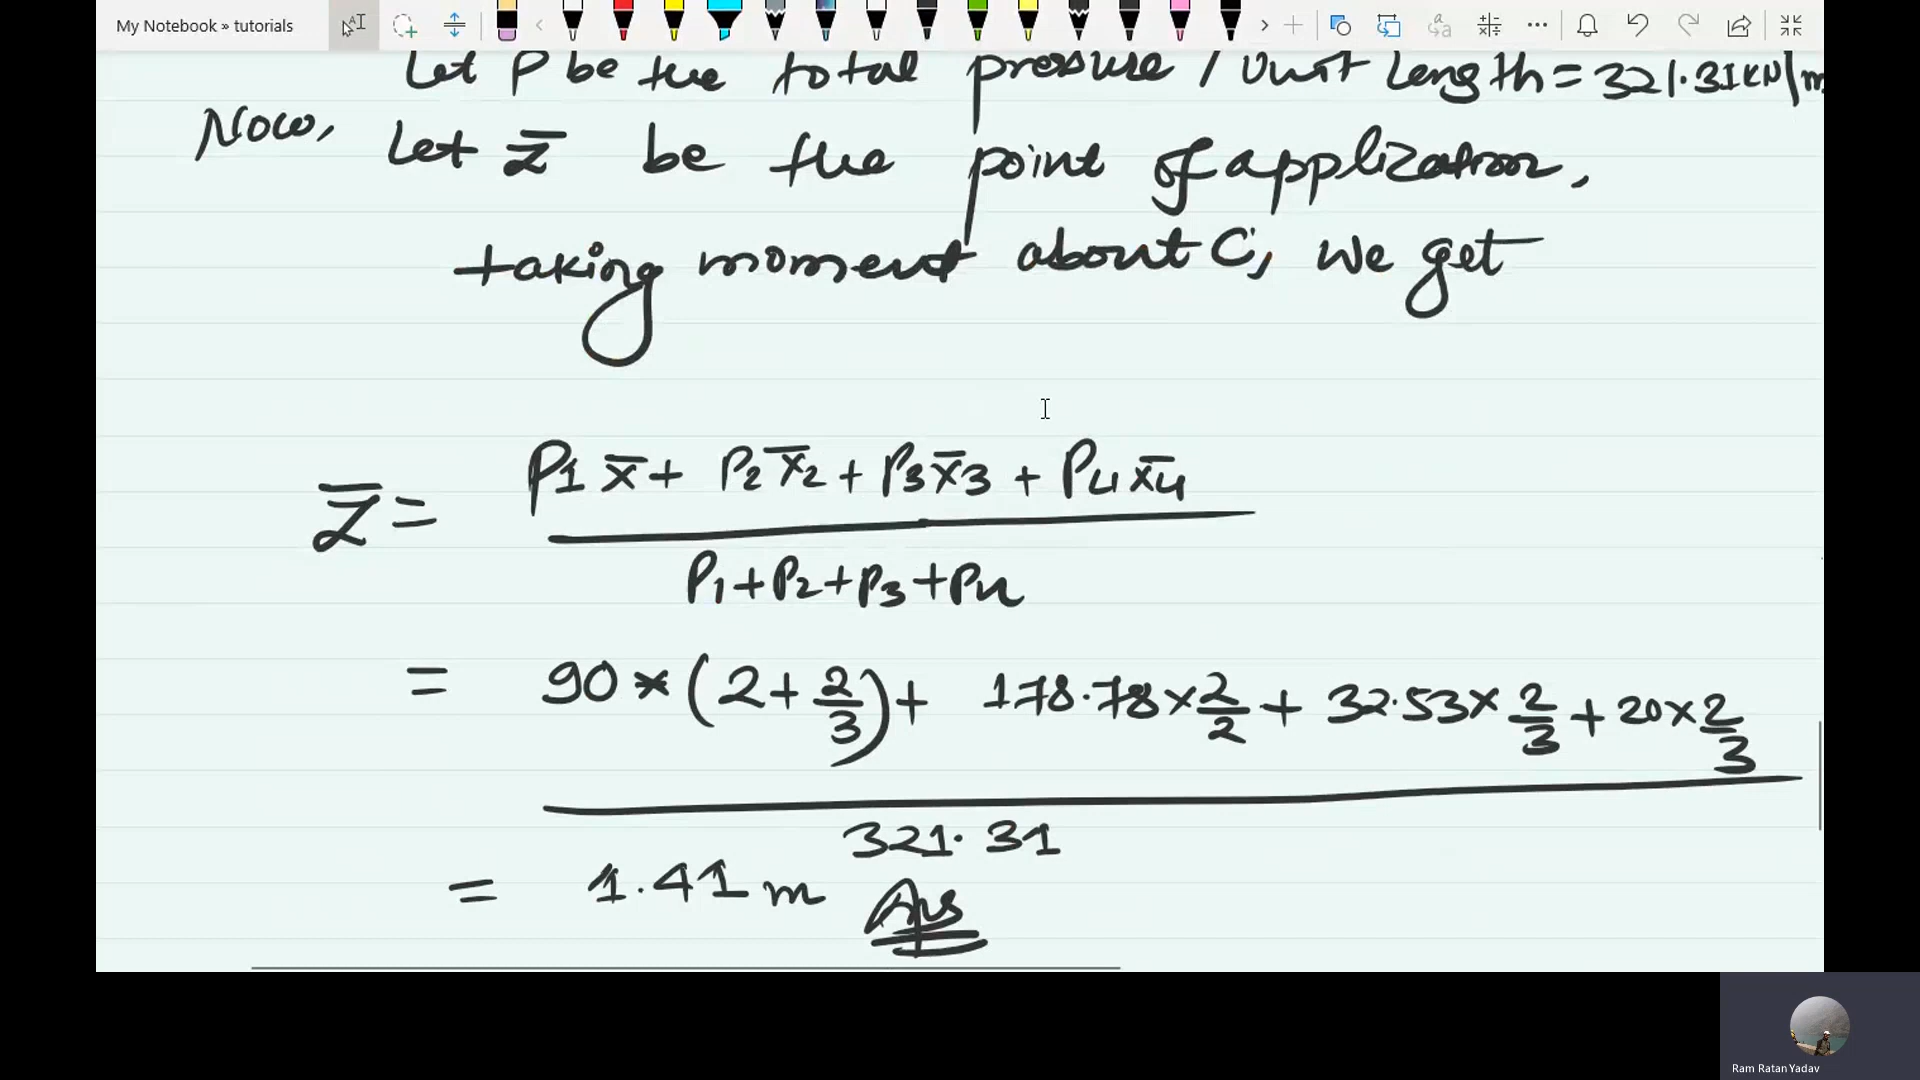 My Notebook » tutorials
Let P be the total pressure / Unit Length = 321.31 KN/m
Now, Let z̅ be the point of application,
taking moment about C, we get
z̅ = (P1 x̅ + P2 x̅2 + P3 x̅3 + P4 x̅4) / (P1 + P2 + P3 + P4)
= (90 × (2 + 2/3) + 178.78 × 2/2 + 32.53 × 2/3 + 20 × 2/3) / 321.31
= 1.41 m Ans
Ram Ratan Yadav